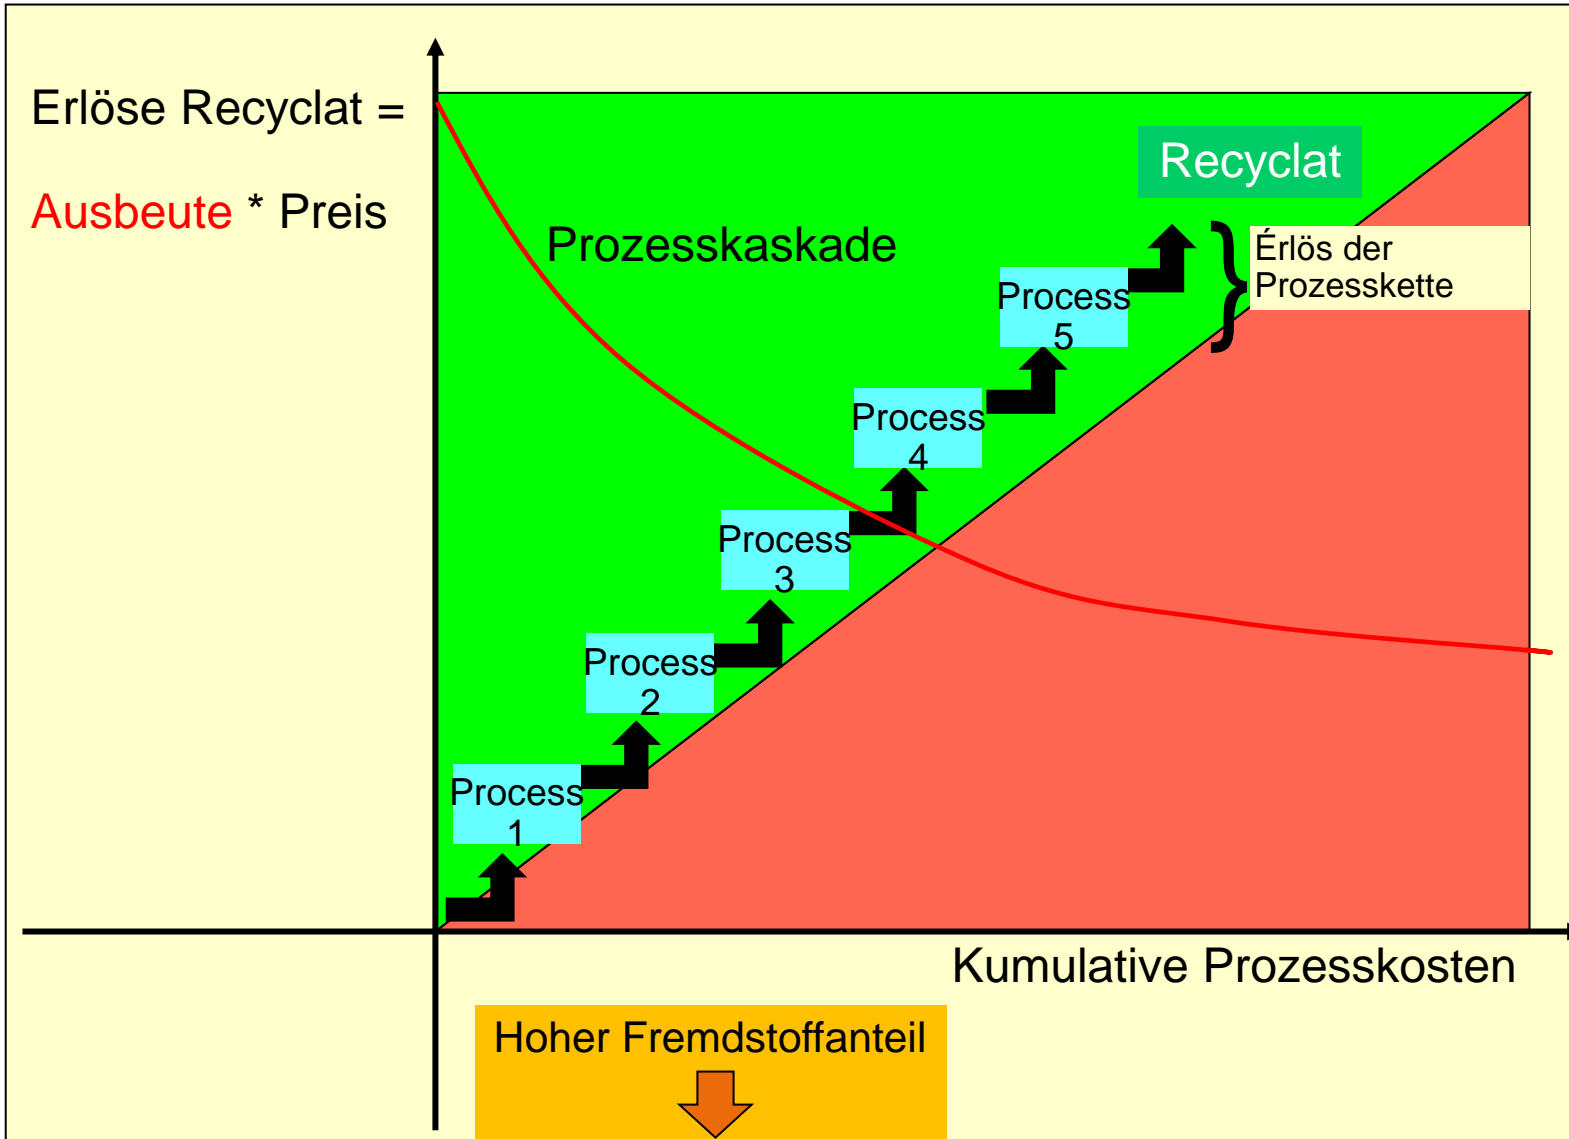 Erlöse Recyclat =
Ausbeute * Preis
Recyclat
Prozesskaskade
Érlös der
Prozesskette
Process
5
Process
4
Process
3
Process
2
Process
1
Kumulative Prozesskosten
Hoher Fremdstoffanteil